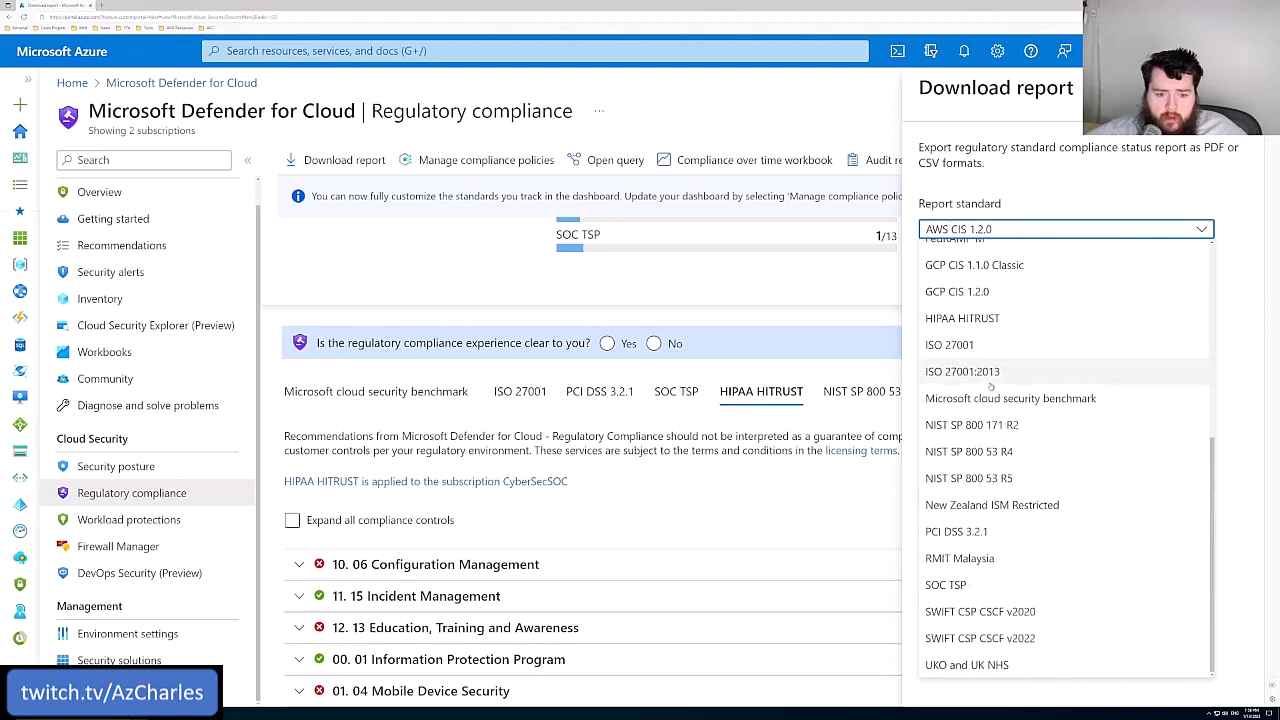 Download report - Microsoft Az
Microsoft Azure
Search resources, services, and docs (G+/)
Home > Microsoft Defender for Cloud
Microsoft Defender for Cloud | Regulatory compliance ...
Showing 2 subscriptions
Search
Overview
Getting started
Recommendations
Security alerts
Inventory
Cloud Security Explorer (Preview)
Workbooks
Community
Diagnose and solve problems
Cloud Security
Security posture
Regulatory compliance
Workload protections
Firewall Manager
DevOps Security (Preview)
Management
Environment settings
Security solutions
Download report
Manage compliance policies
Open query
Compliance over time workbook
Audit re
You can now fully customize the standards you track in the dashboard. Update your dashboard by selecting 'Manage compliance polic
SOC TSP 1/13
Is the regulatory compliance experience clear to you? Yes No
Microsoft cloud security benchmark ISO 27001 PCI DSS 3.2.1 SOC TSP HIPAA HITRUST NIST SP 800 53
Recommendations from Microsoft Defender for Cloud - Regulatory Compliance should not be interpreted as a guarantee of comp
customer controls per your regulatory environment. These services are subject to the terms and conditions in the licensing terms.
HIPAA HITRUST is applied to the subscription CyberSecSOC
Expand all compliance controls
10. 06 Configuration Management
11. 15 Incident Management
12. 13 Education, Training and Awareness
00. 01 Information Protection Program
01. 04 Mobile Device Security
Download report
Export regulatory standard compliance status report as PDF or
CSV formats.
Report standard
AWS CIS 1.2.0
FedRAMP M
GCP CIS 1.1.0 Classic
GCP CIS 1.2.0
HIPAA HITRUST
ISO 27001
ISO 27001:2013
Microsoft cloud security benchmark
NIST SP 800 171 R2
NIST SP 800 53 R4
NIST SP 800 53 R5
New Zealand ISM Restricted
PCI DSS 3.2.1
RMIT Malaysia
SOC TSP
SWIFT CSP CSCF v2020
SWIFT CSP CSCF v2022
UKO and UK NHS
twitch.tv/AzCharles